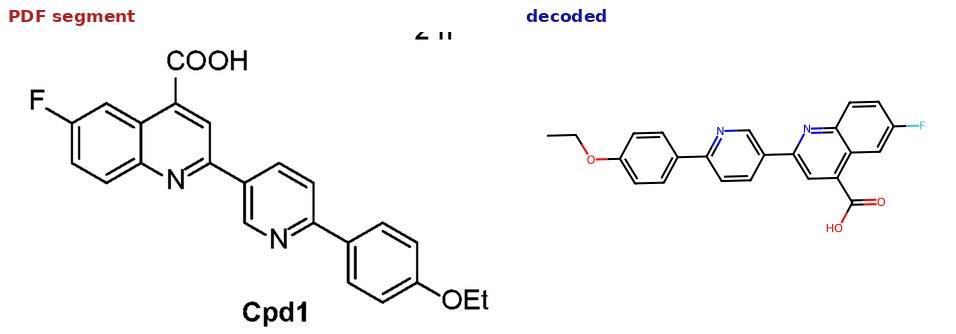 PDF segment
decoded
COOH
F
N
N
OEt
Cpd1
N
N
F
O
O
HO